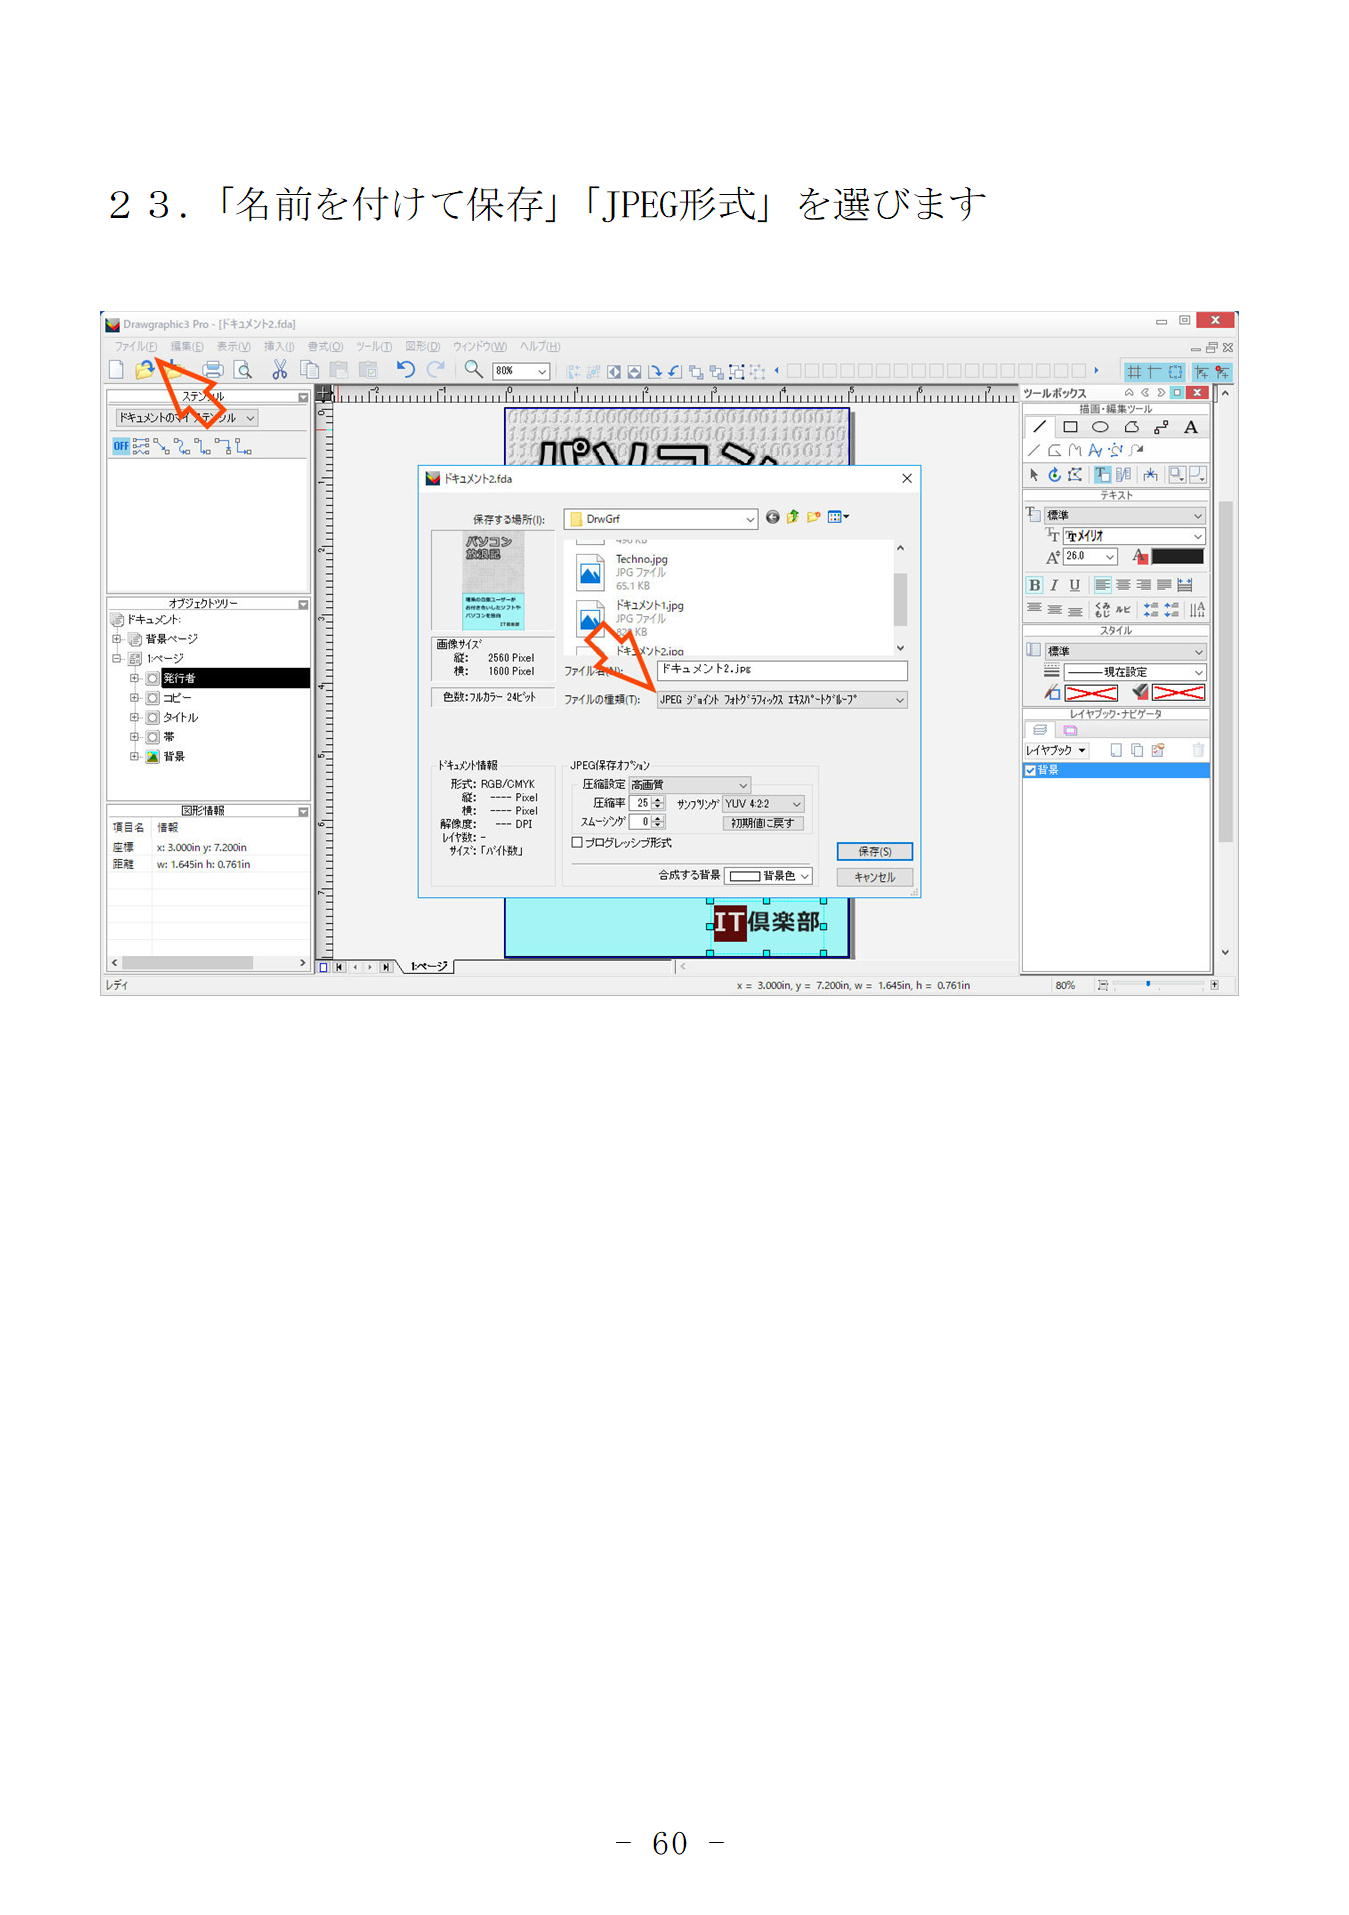 ２３．「名前を付けて保存」「JPEG形式」を選びます
Drawgraphic3 Pro - [ドキュメント2.fda]
ファイル(F) 編集(E) 表示(V) 挿入(I) 書式(O) ツール(T) 図形(D) ウィンドウ(W) ヘルプ(H)
80%
ステンシル
ドキュメントのマイ ステンシル
OFF
オブジェクトツリー
ドキュメント:
背景ページ
1:ページ
発行者
コピー
タイトル
帯
背景
図形情報
項目名 情報
座標 x: 3.000in y: 7.200in
距離 w: 1.645in h: 0.761in
レディ
パソコン
ドキュメント2.fda
保存する場所(I): DrwGrf
パソコン
放浪記
IT倶楽部
画像サイズ
縦: 2560 Pixel
横: 1600 Pixel
色数:フルカラー 24ビット
Techno.jpg
JPG ファイル
65.1 KB
ドキュメント1.jpg
JPG ファイル
ドキュメント2.jpg
ファイル名(N): ドキュメント2.jpg
ファイルの種類(T): JPEG ジョイント フォトグラフィックス エキスパートグループ
ドキュメント情報
形式: RGB/CMYK
縦: ---- Pixel
横: ---- Pixel
解像度: --- DPI
レイヤ数: -
サイズ:「バイト数」
JPEG保存オプション
圧縮設定 高画質
圧縮率 25 サンプリング YUV 4:2:2
スムージング 0 初期値に戻す
プログレッシブ形式
合成する背景 背景色
保存(S)
キャンセル
IT倶楽部
1:ページ
x = 3.000in, y = 7.200in, w = 1.645in, h = 0.761in
80%
ツールボックス
描画・編集ツール
テキスト
標準
メイリオ
26.0
B I U
スタイル
標準
現在設定
レイヤブック・ナビゲータ
レイヤブック
背景
- 60 -